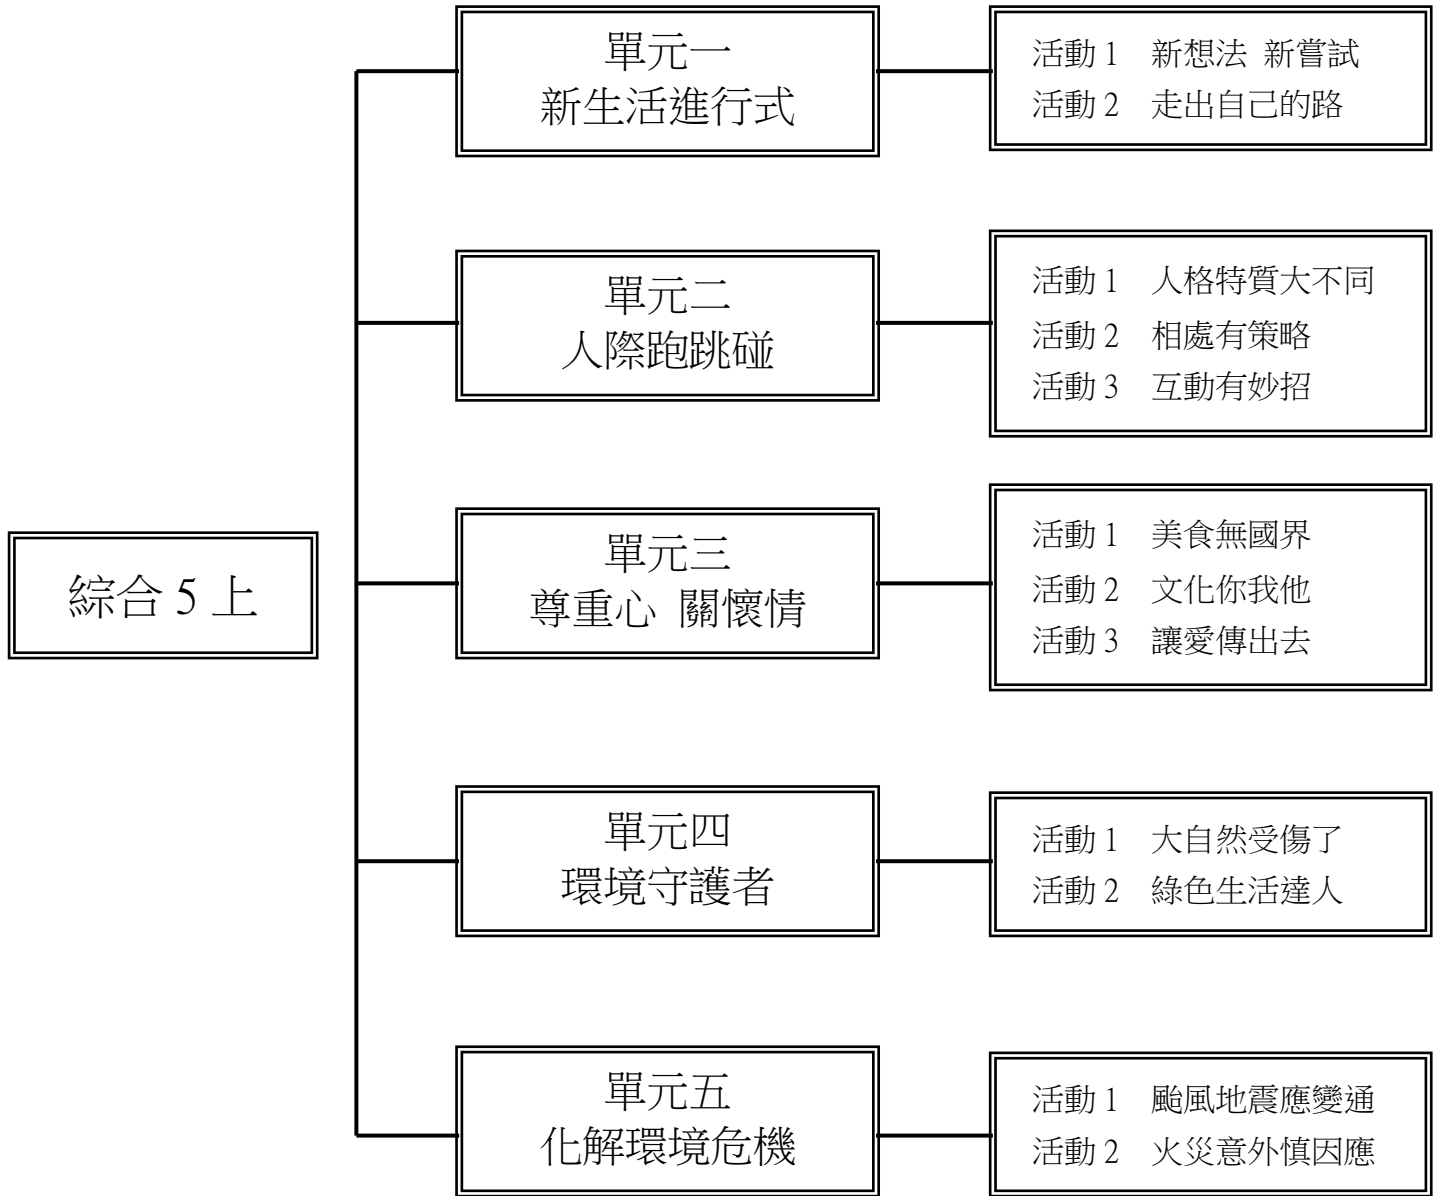 綜合 5 上
單元一
新生活進行式
活動 1 新想法 新嘗試
活動 2 走出自己的路
單元二
人際跑跳碰
活動 1 人格特質大不同
活動 2 相處有策略
活動 3 互動有妙招
單元三
尊重心 關懷情
活動 1 美食無國界
活動 2 文化你我他
活動 3 讓愛傳出去
單元四
環境守護者
活動 1 大自然受傷了
活動 2 綠色生活達人
單元五
化解環境危機
活動 1 颱風地震應變通
活動 2 火災意外慎因應